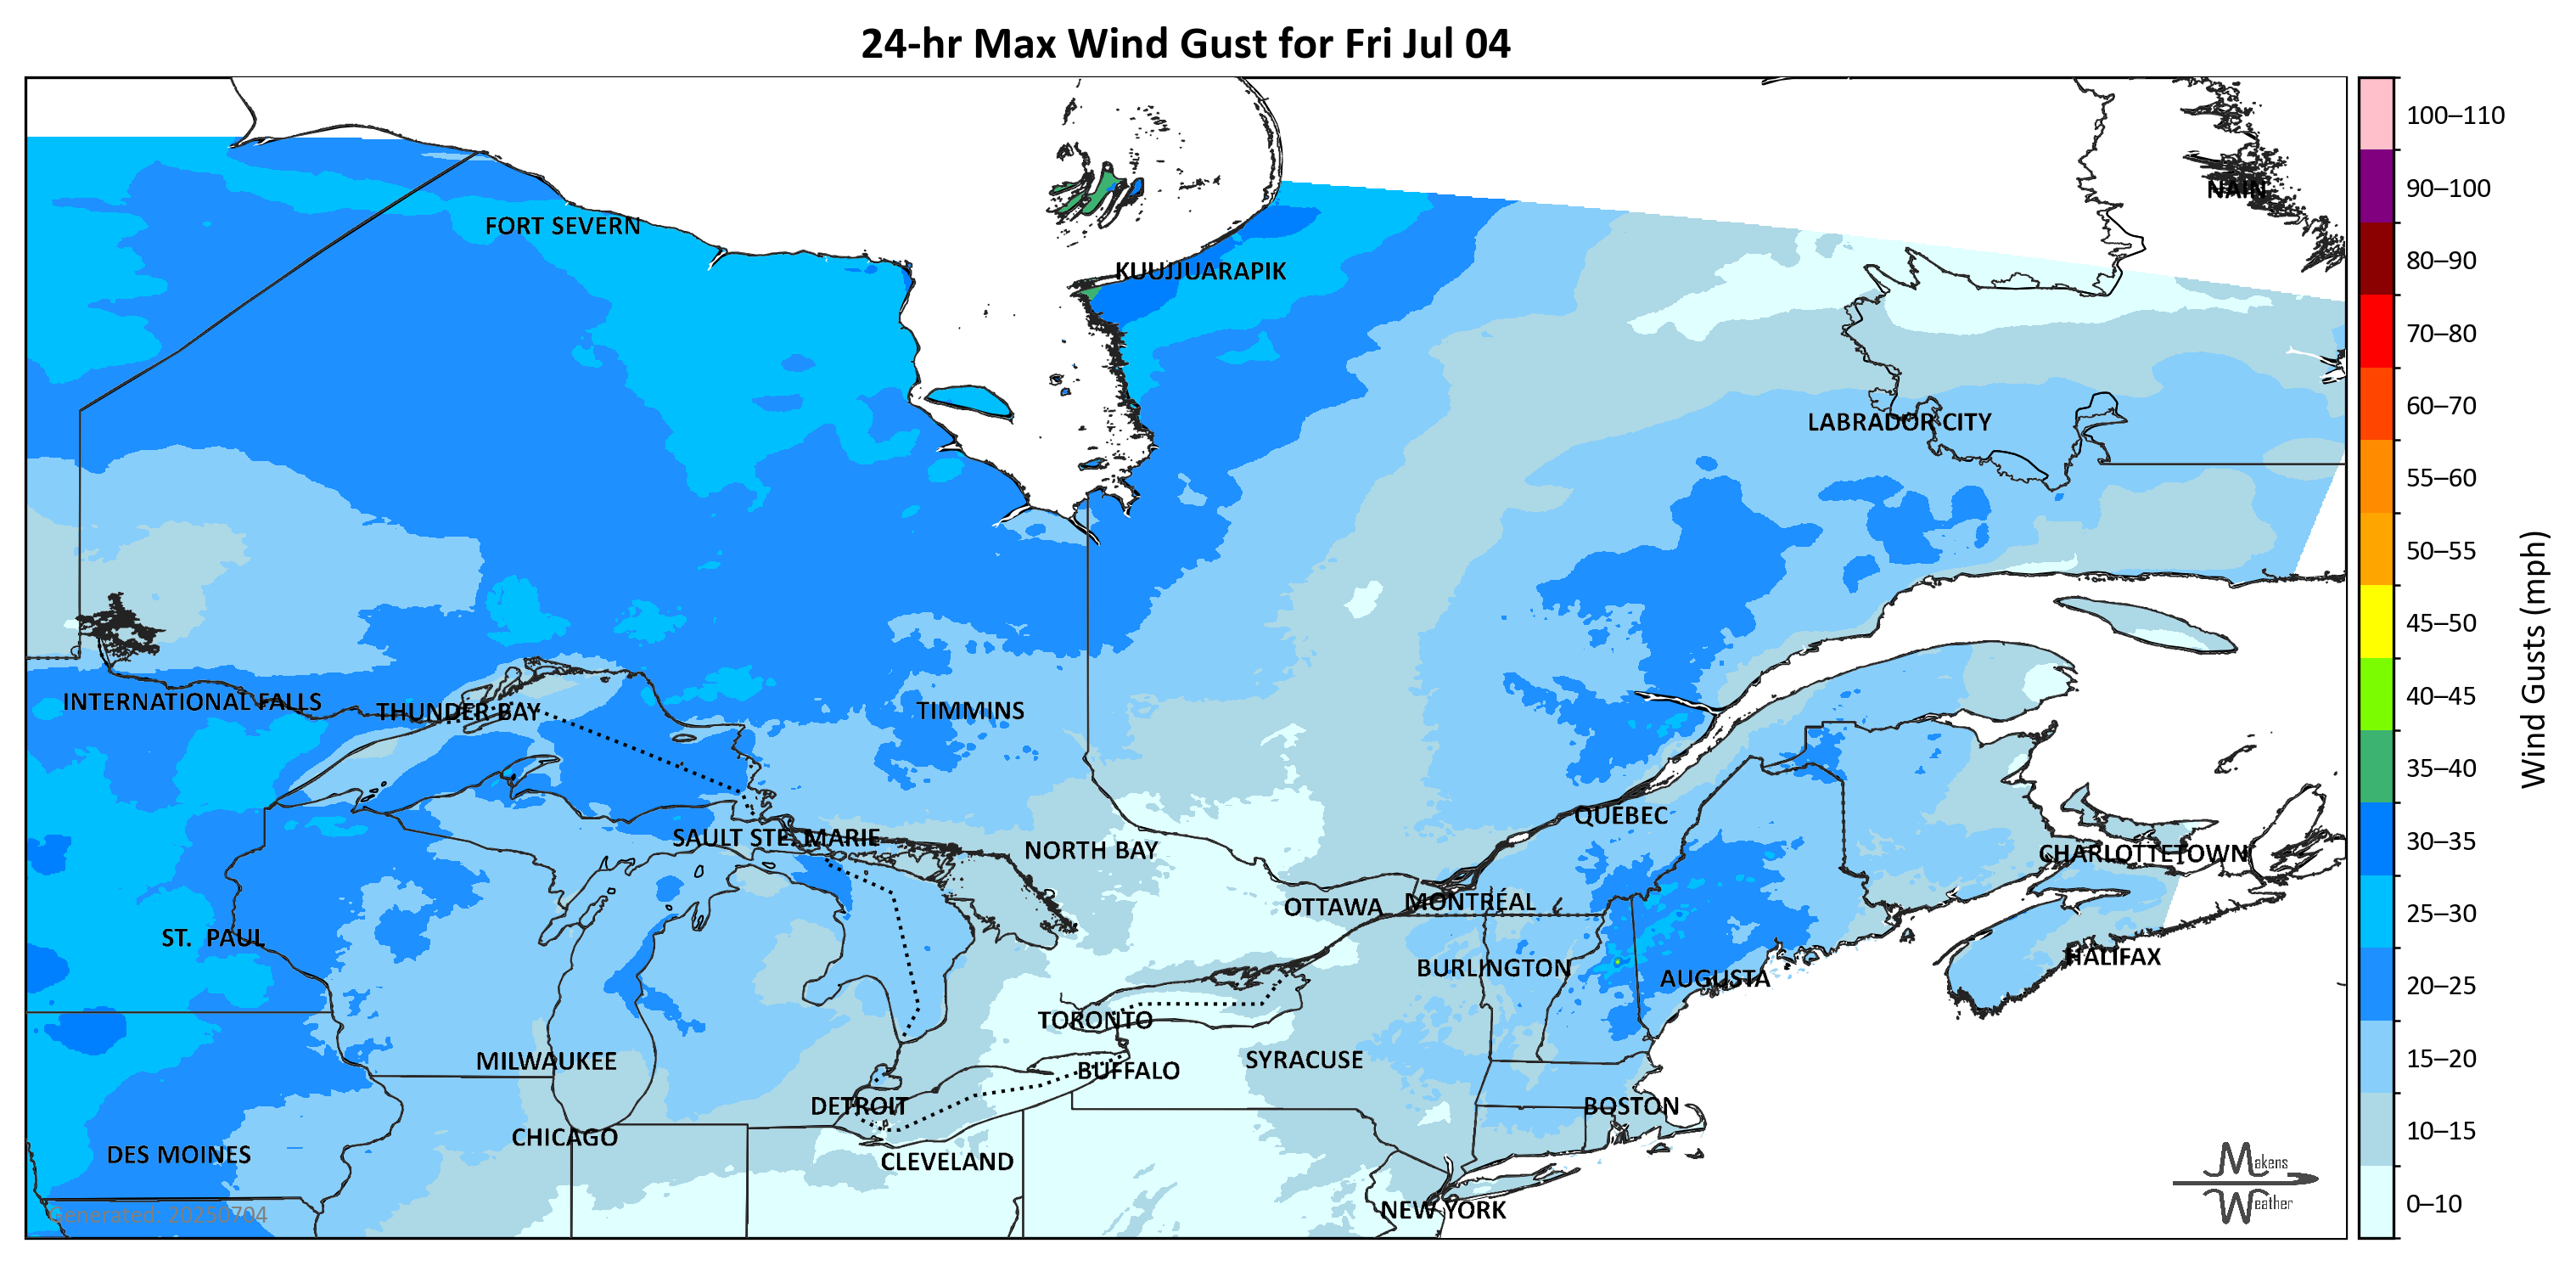 24-hr Max Wind Gust for Fri Jul 04
100–110
90–100
NAIN
FORT SEVERN
80–90
KUUJJUARAPIK
70–80
60–70
LABRADOR CITY
55–60
50–55
45–50
Wind Gusts (mph)
40–45
INTERNATIONAL FALLS
THUNDER BAY
TIMMINS
35–40
QUÉBEC
SAULT STE. MARIE
30–35
NORTH BAY
CHARLOTTETOWN
OTTAWA
MONTRÉAL
25–30
ST. PAUL
HALIFAX
BURLINGTON
AUGUSTA
20–25
TORONTO
MILWAUKEE
SYRACUSE
15–20
BUFFALO
DETROIT
BOSTON
10–15
CHICAGO
DES MOINES
CLEVELAND
Makens
Weather
0–10
NEW YORK
Generated: 20250704